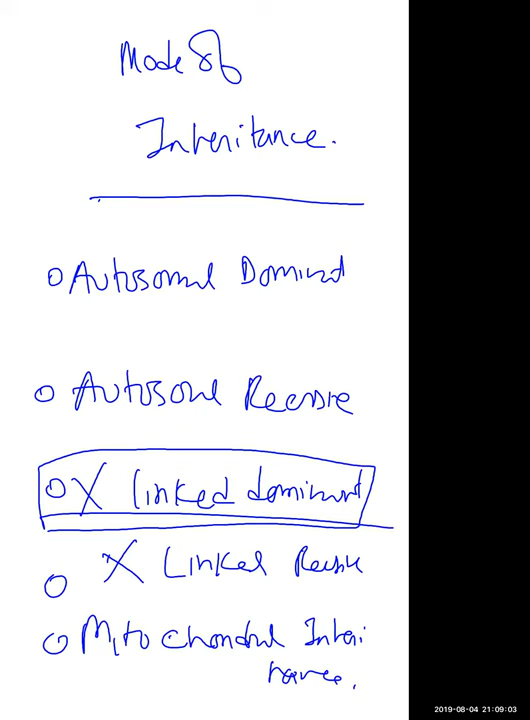 Mode of
Inheritance.
Autosomal Dominant
Autosomal Recessive
X linked dominant
X Linked Recessive
Mitochondrial Inheri
tance.
2019-08-04 21:09:03